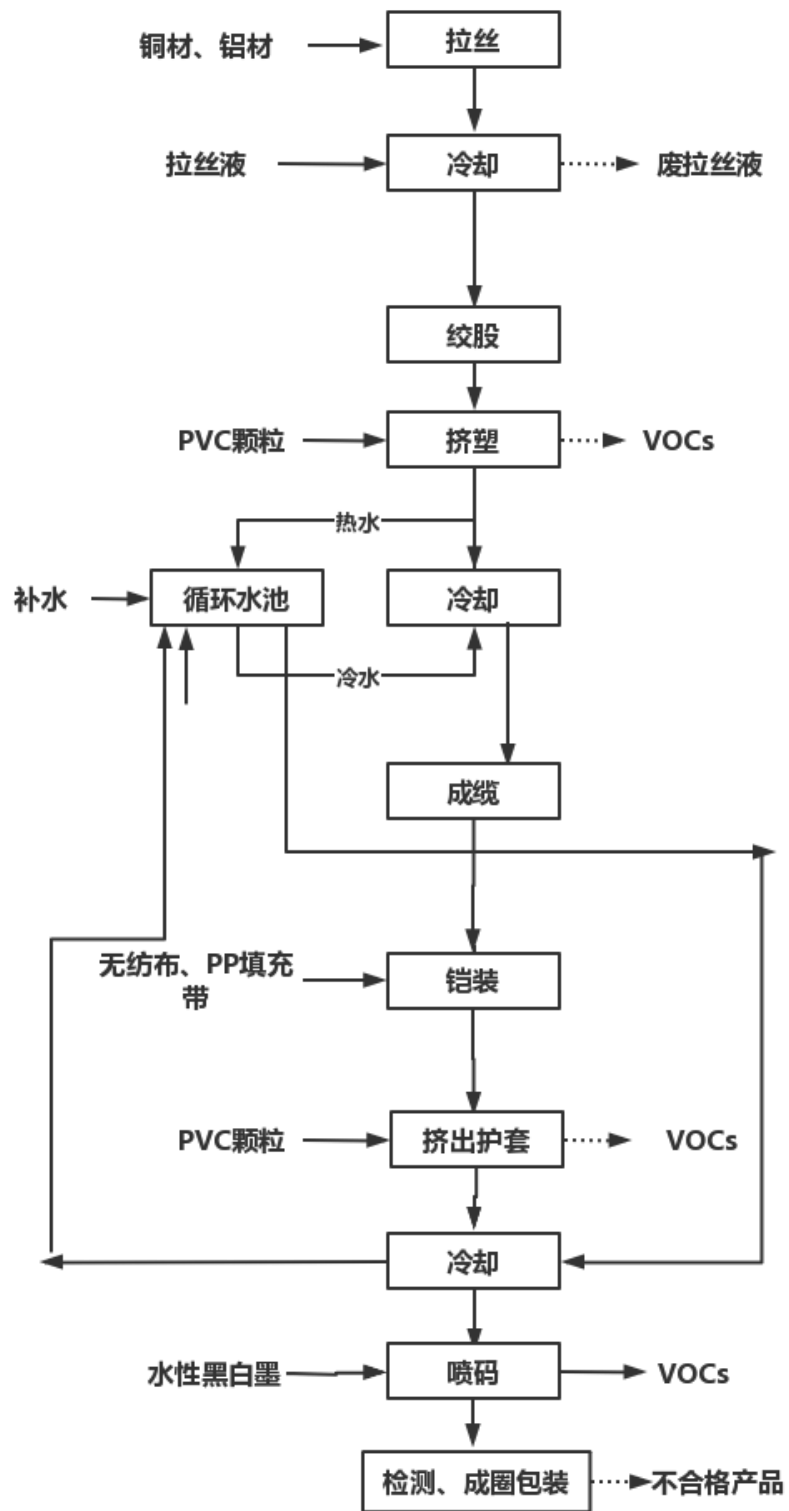 拉丝
铜材、铝材
拉丝液
冷却
废拉丝液
绞股
PVC颗粒
挤塑
VOCs
热水
补水
循环水池
冷却
冷水
成缆
无纺布、PP填充
带
铠装
PVC颗粒
挤出护套
VOCs
冷却
水性黑白墨
喷码
VOCs
检测、成圈包装
不合格产品